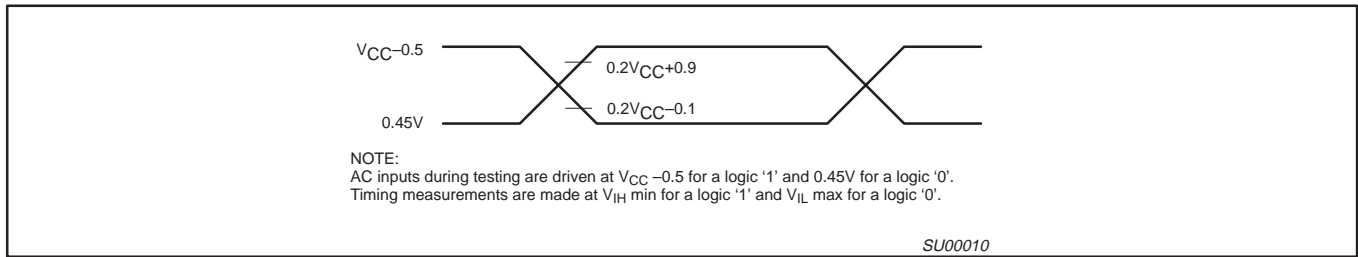 VCC–0.5
0.2VCC+0.9
0.2VCC–0.1
0.45V
NOTE:
AC inputs during testing are driven at VCC –0.5 for a logic ‘1’ and 0.45V for a logic ‘0’.
Timing measurements are made at VIH min for a logic ‘1’ and VIL max for a logic ‘0’.
SU00010